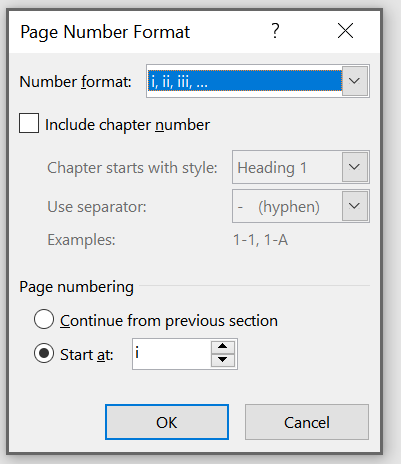 Page Number Format ?
Number format: i, ii, iii, ...
Include chapter number
Chapter starts with style: Heading 1
Use separator: - (hyphen)
Examples: 1-1, 1-A
Page numbering
Continue from previous section
Start at: i
OK Cancel